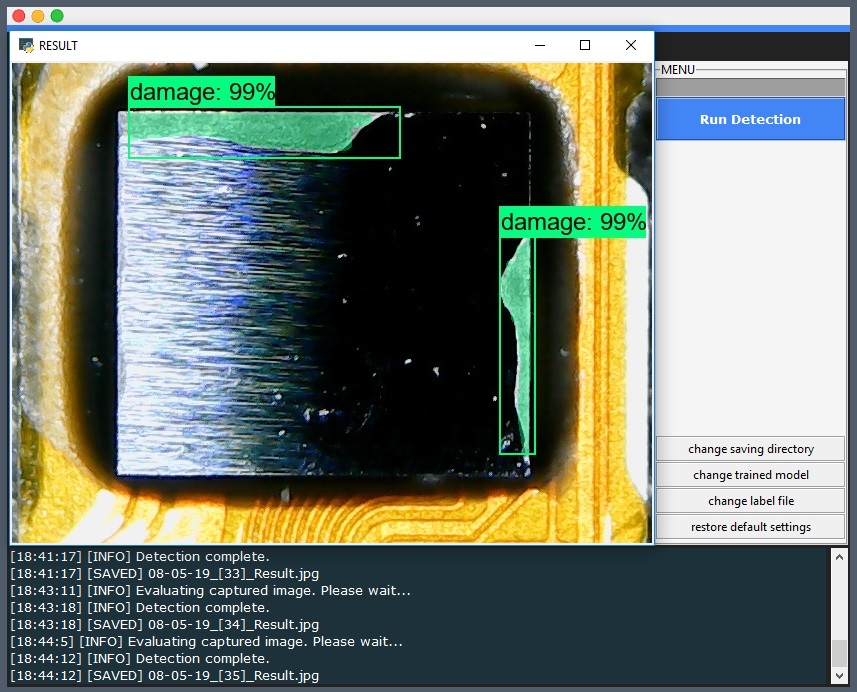 RESULT
MENU
damage: 99%
Run Detection
damage: 99%
change saving directory
change trained model
change label file
restore default settings
[18:41:17] [INFO] Detection complete.
[18:41:17] [SAVED] 08-05-19_[33]_Result.jpg
[18:43:11] [INFO] Evaluating captured image. Please wait...
[18:43:18] [INFO] Detection complete.
[18:43:18] [SAVED] 08-05-19_[34]_Result.jpg
[18:44:5] [INFO] Evaluating captured image. Please wait...
[18:44:12] [INFO] Detection complete.
[18:44:12] [SAVED] 08-05-19_[35]_Result.jpg